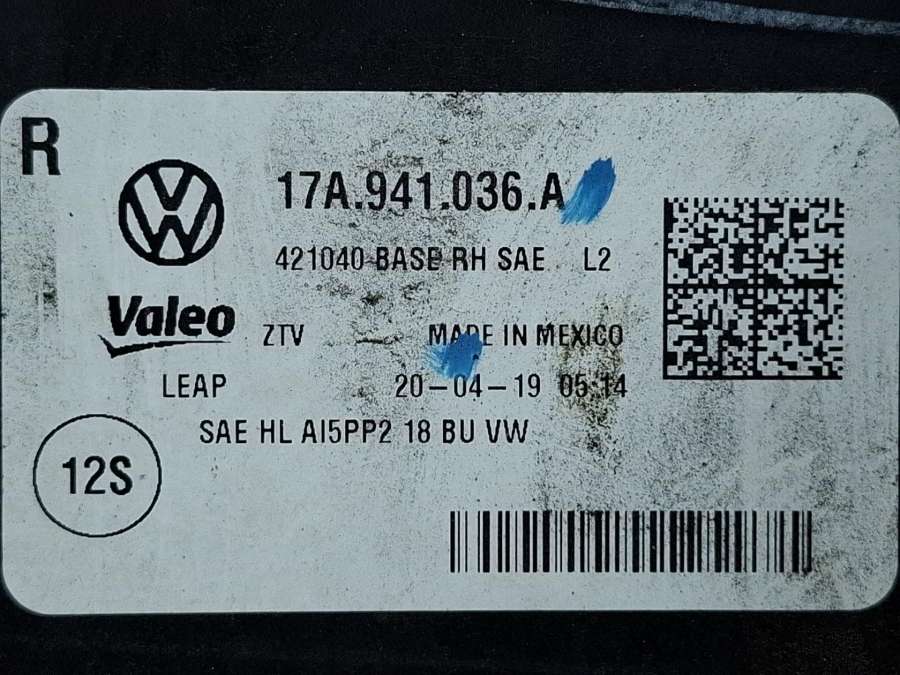 R
17A.941.036.A
421040 BASE RH SAE L2
Valeo
ZTV MADE IN MEXICO
LEAP 20-04-19 05:14
SAE HL AI5PP2 18 BU VW
12S